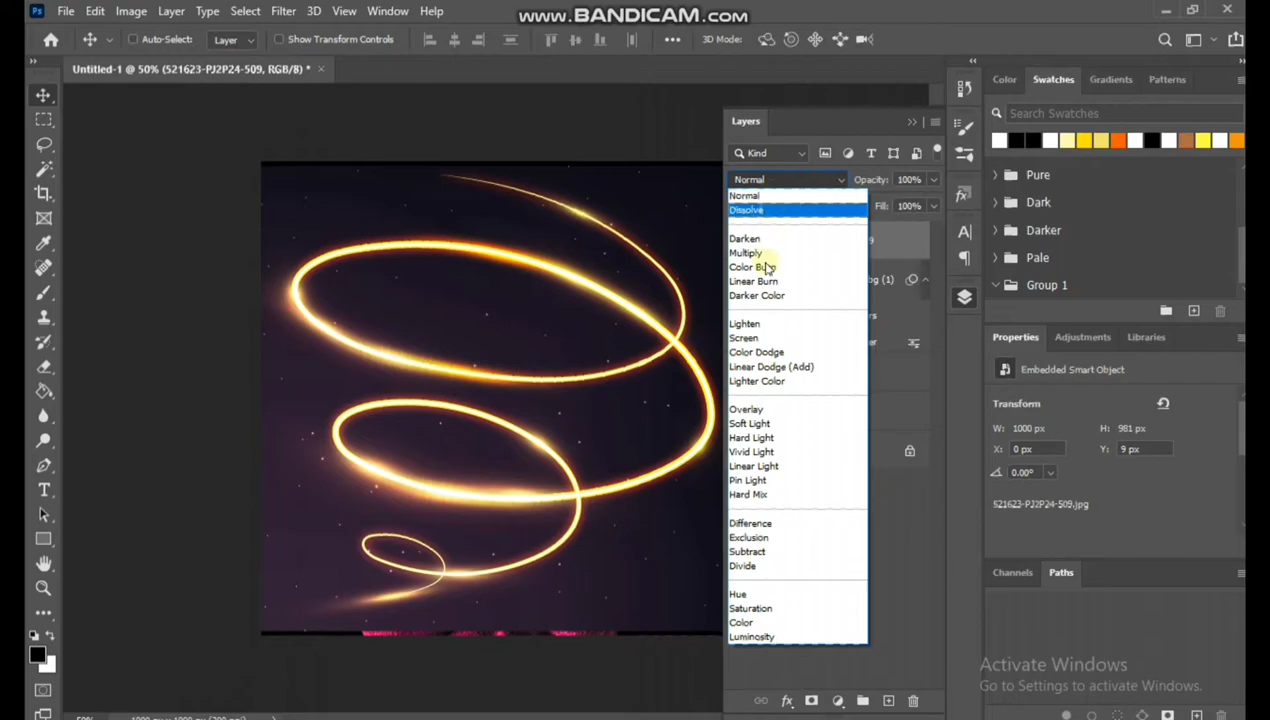 Ps File Edit Image Layer Type Select Filter 3D View Window Help
www.BANDICAM.com
Auto-Select: Layer Show Transform Controls 3D Mode:
Untitled-1 @ 50% (521623-PJ2P24-509, RGB/8) *
Color Swatches Gradients Patterns
Search Swatches
Pure
Dark
Darker
Pale
Group 1
Layers
Kind
Normal Opacity: 100%
Fill: 100%
Normal
Dissolve
Darken
Multiply
Color Burn
Linear Burn
Darker Color
Lighten
Screen
Color Dodge
Linear Dodge (Add)
Lighter Color
Overlay
Soft Light
Hard Light
Vivid Light
Linear Light
Pin Light
Hard Mix
Difference
Exclusion
Subtract
Divide
Hue
Saturation
Color
Luminosity
bg (1)
Properties Adjustments Libraries
Embedded Smart Object
Transform
W: 1000 px H: 981 px
X: 0 px Y: 9 px
0.00°
521623-PJ2P24-509.jpg
Channels Paths
Activate Windows
Go to Settings to activate Windows.